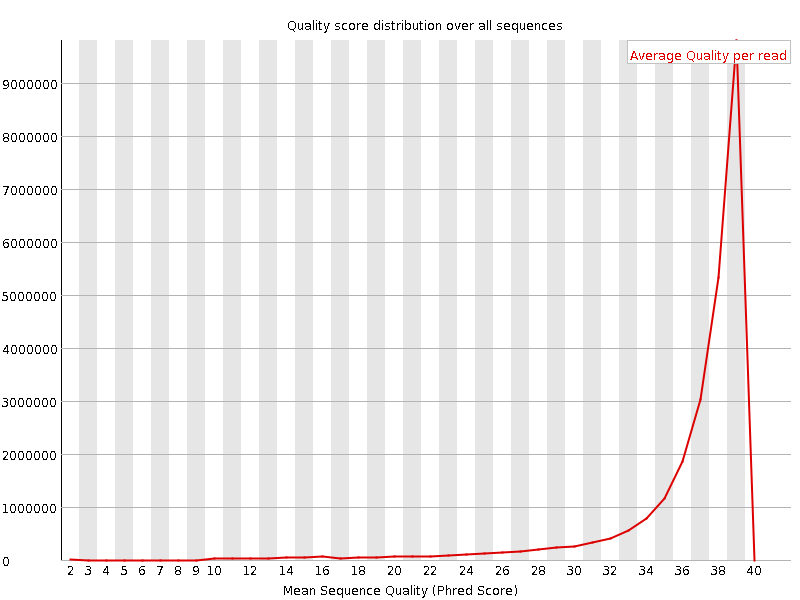 Quality score distribution over all sequences
Average Quality per read
9000000
8000000
7000000
6000000
5000000
4000000
3000000
2000000
1000000
0
2 3 4 5 6 7 8 9 10 12 14 16 18 20 22 24 26 28 30 32 34 36 38 40
Mean Sequence Quality (Phred Score)